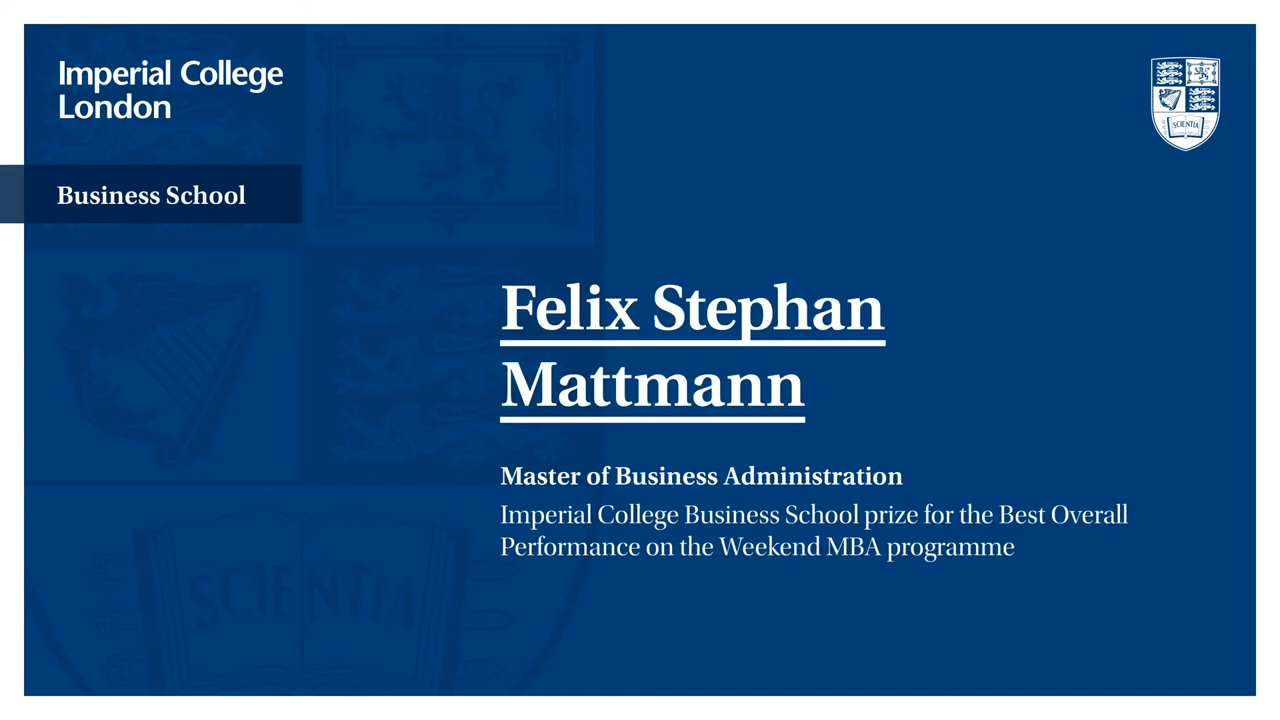 Imperial College
London
SCIENTIA
Business School
Felix Stephan
Mattmann
Master of Business Administration
Imperial College Business School prize for the Best Overall
Performance on the Weekend MBA programme
SCIENTIA